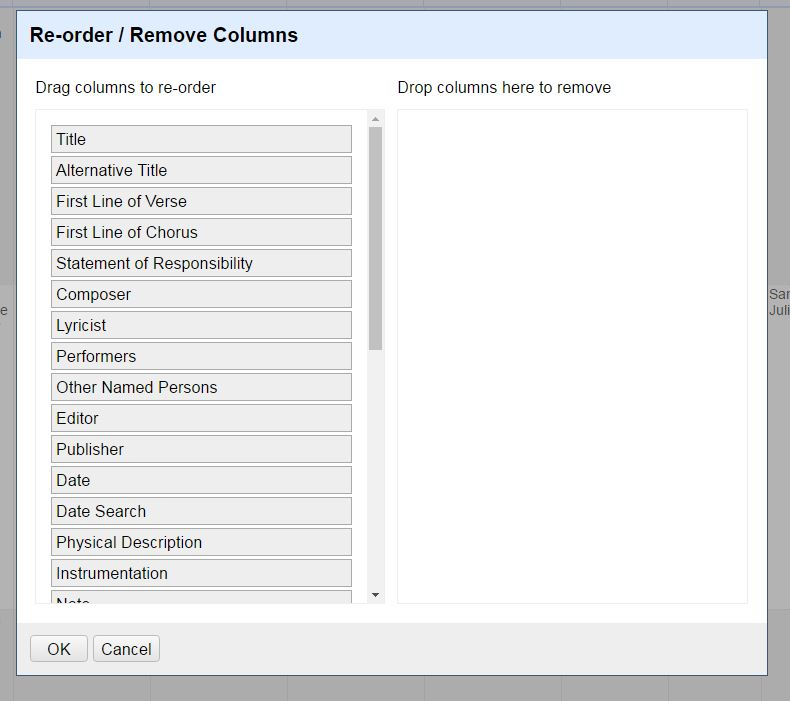 Re-order / Remove Columns
Drag columns to re-order
Drop columns here to remove
Title
Alternative Title
First Line of Verse
First Line of Chorus
Statement of Responsibility
Composer
Lyricist
Performers
Other Named Persons
Editor
Publisher
Date
Date Search
Physical Description
Instrumentation
Note
OK
Cancel